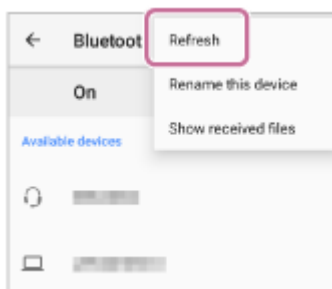 Bluetoot
Refresh
On
Rename this device
Show received files
Available devices